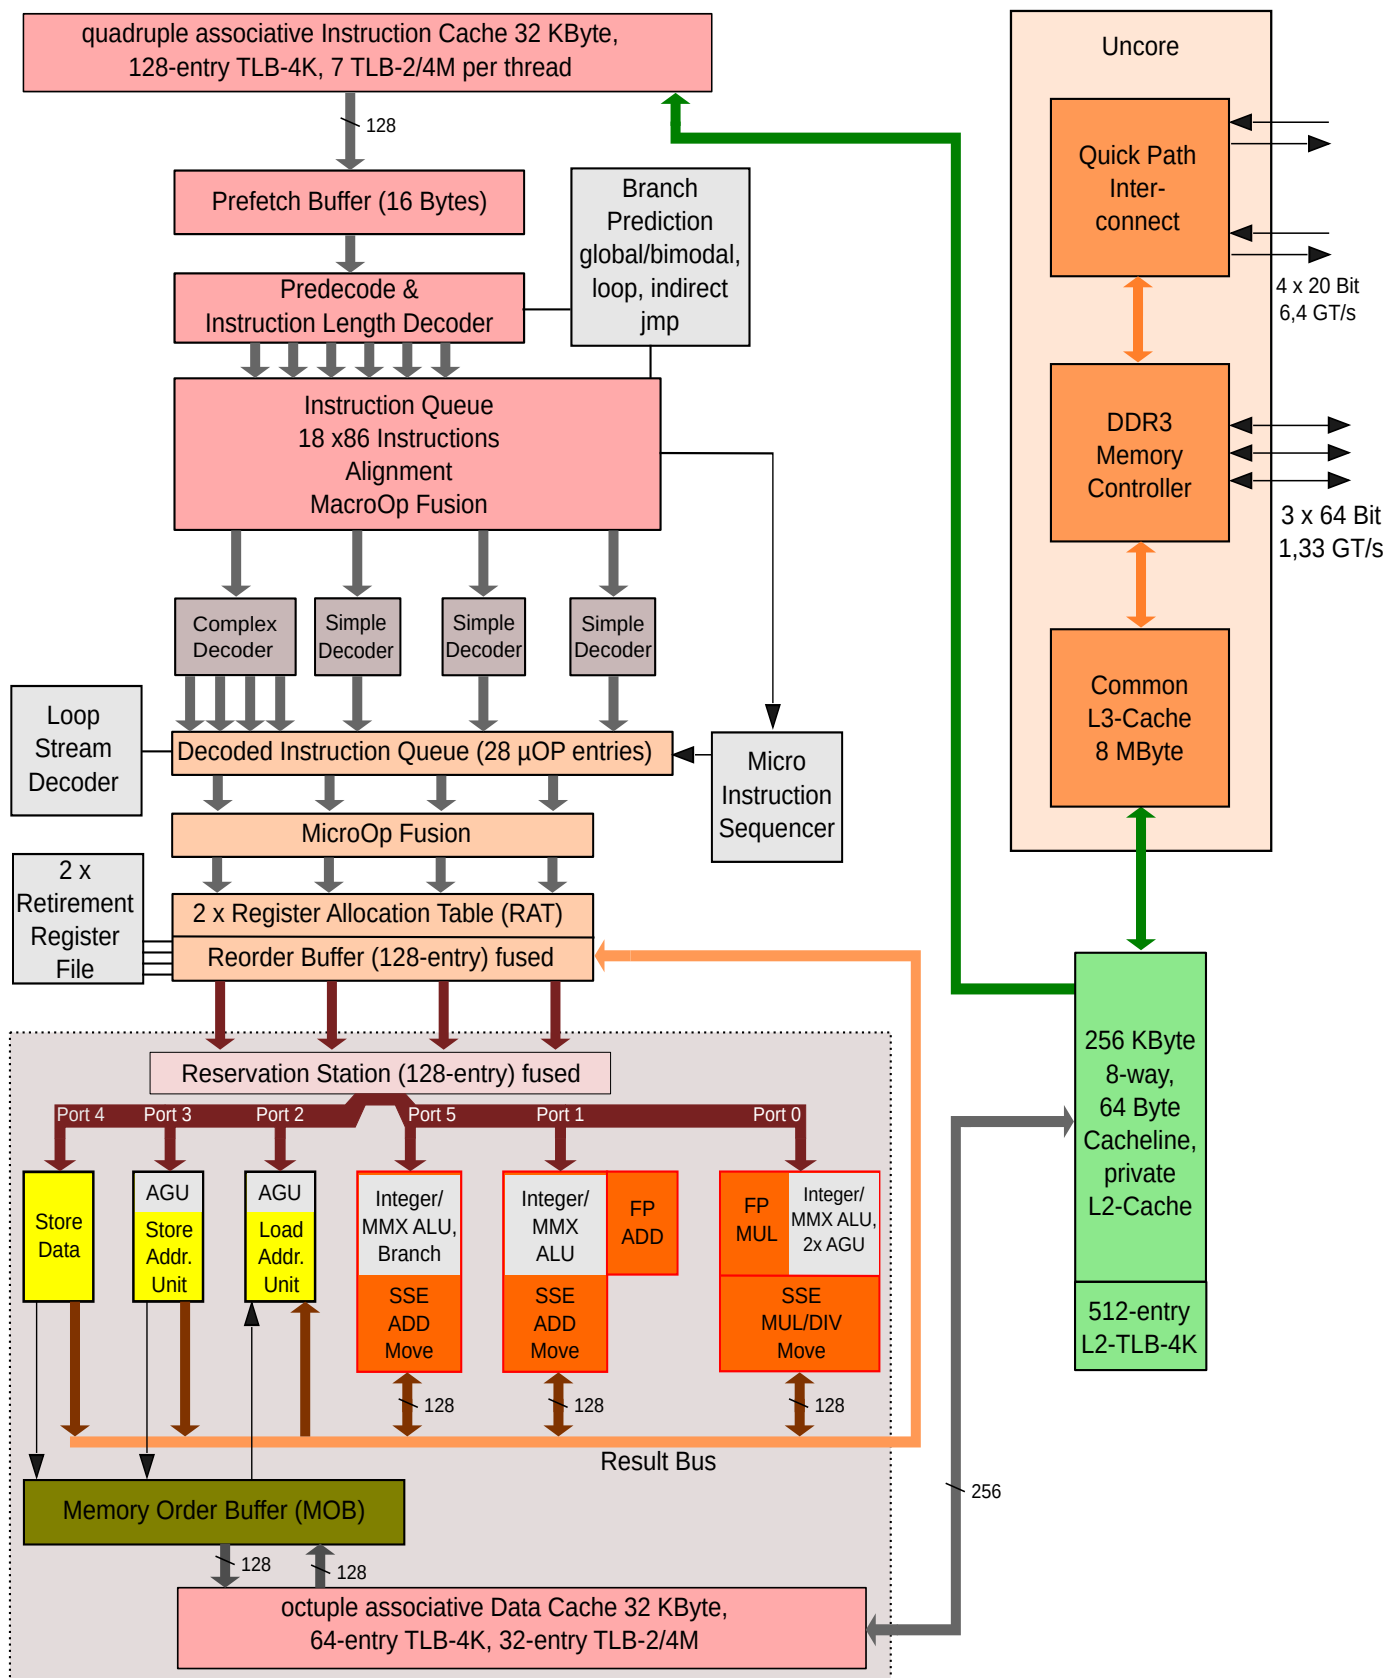 quadruple associative Instruction Cache 32 KByte,
128-entry TLB-4K, 7 TLB-2/4M per thread
128
Prefetch Buffer (16 Bytes)
Predecode &
Instruction Length Decoder
Branch
Prediction
global/bimodal,
loop, indirect
jmp
Instruction Queue
18 x86 Instructions
Alignment
MacroOp Fusion
Complex
Decoder
Simple
Decoder
Simple
Decoder
Simple
Decoder
Loop
Stream
Decoder
Decoded Instruction Queue (28 µOP entries)
Micro
Instruction
Sequencer
MicroOp Fusion
2 x
Retirement
Register
File
2 x Register Allocation Table (RAT)
Reorder Buffer (128-entry) fused
Reservation Station (128-entry) fused
Port 4
Port 3
Port 2
Port 5
Port 1
Port 0
Store
Data
AGU
Store
Addr.
Unit
AGU
Load
Addr.
Unit
Integer/
MMX ALU,
Branch
SSE
ADD
Move
Integer/
MMX
ALU
FP
ADD
SSE
ADD
Move
FP
MUL
Integer/
MMX ALU,
2x AGU
SSE
MUL/DIV
Move
128
128
128
Result Bus
Memory Order Buffer (MOB)
128
128
octuple associative Data Cache 32 KByte,
64-entry TLB-4K, 32-entry TLB-2/4M
256
Uncore
Quick Path
Inter-
connect
4 x 20 Bit
6,4 GT/s
DDR3
Memory
Controller
3 x 64 Bit
1,33 GT/s
Common
L3-Cache
8 MByte
256 KByte
8-way,
64 Byte
Cacheline,
private
L2-Cache
512-entry
L2-TLB-4K